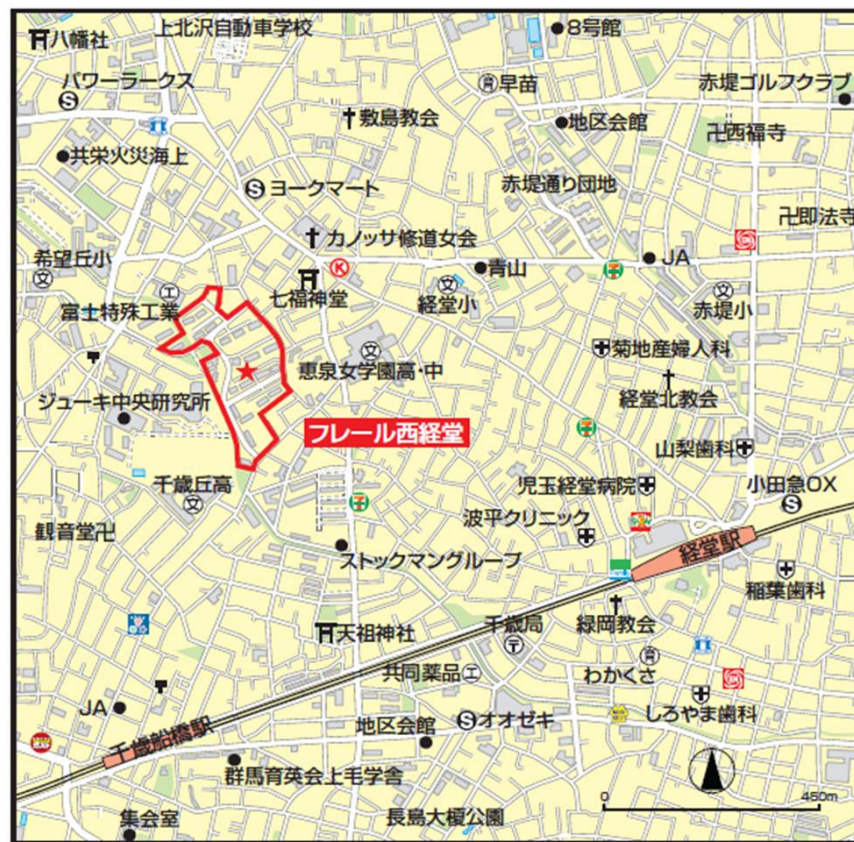 八幡社
上北沢自動車学校
8号館
パワーラークス
S
早苗
赤堤ゴルフクラブ
敷島教会
地区会館
卍西福寺
共栄火災海上
S ヨークマート
赤堤通り団地
卍即法寺
カノッサ修道女会
K
JA
希望丘小
文
七福神堂
青山
文
経堂小
文
赤堤小
工
富士特殊工業
文
恵泉女学園高・中
菊地産婦人科
経堂北教会
ジューキ中央研究所
フレール西経堂
山梨歯科
千歳丘高
文
児玉経堂病院
小田急OX
S
観音堂卍
波平クリニック
経堂駅
ストックマングループ
稲葉歯科
天祖神社
千歳局
緑岡教会
共同薬品工
わかくさ
JA
しろやま歯科
千歳船橋駅
地区会館
S オオゼキ
群馬育英会上毛学舎
集会室
長島大榎公園
0 450m